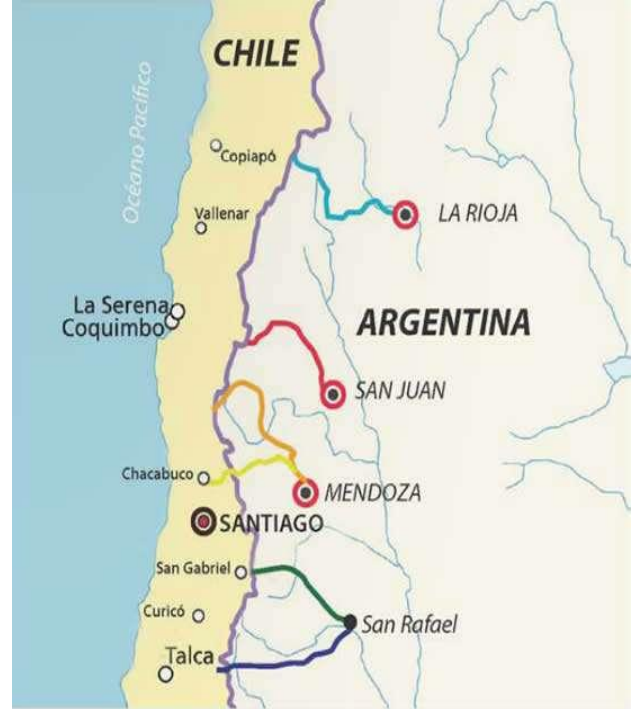 CHILE
Océano Pacífico
Copiapó
Vallenar
LA RIOJA
La Serena
Coquimbo
ARGENTINA
SAN JUAN
Chacabuco
MENDOZA
SANTIAGO
San Gabriel
Curicó
San Rafael
Talca